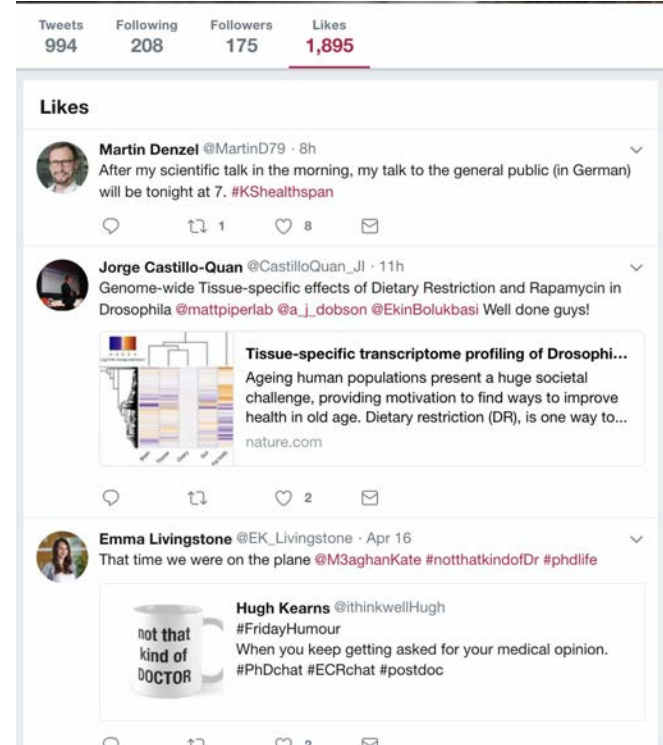 Tweets Following Followers Likes
994 208 175 1,895
Likes
Martin Denzel @MartinD79 · 8h
After my scientific talk in the morning, my talk to the general public (in German)
will be tonight at 7. #KShealthspan
1 8
Jorge Castillo-Quan @CastilloQuan_JI · 11h
Genome-wide Tissue-specific effects of Dietary Restriction and Rapamycin in
Drosophila @mattpiperlab @a_j_dobson @EkinBolukbasi Well done guys!
Tissue-specific transcriptome profiling of Drosophi...
Ageing human populations present a huge societal
challenge, providing motivation to find ways to improve
health in old age. Dietary restriction (DR), is one way to...
nature.com
Brain Thorax Ovary Gut
2
Emma Livingstone @EK_Livingstone · Apr 16
That time we were on the plane @M3aghanKate #notthatkindofDr #phdlife
not that
kind of
DOCTOR
Hugh Kearns @ithinkwellHugh
#FridayHumour
When you keep getting asked for your medical opinion.
#PhDchat #ECRchat #postdoc